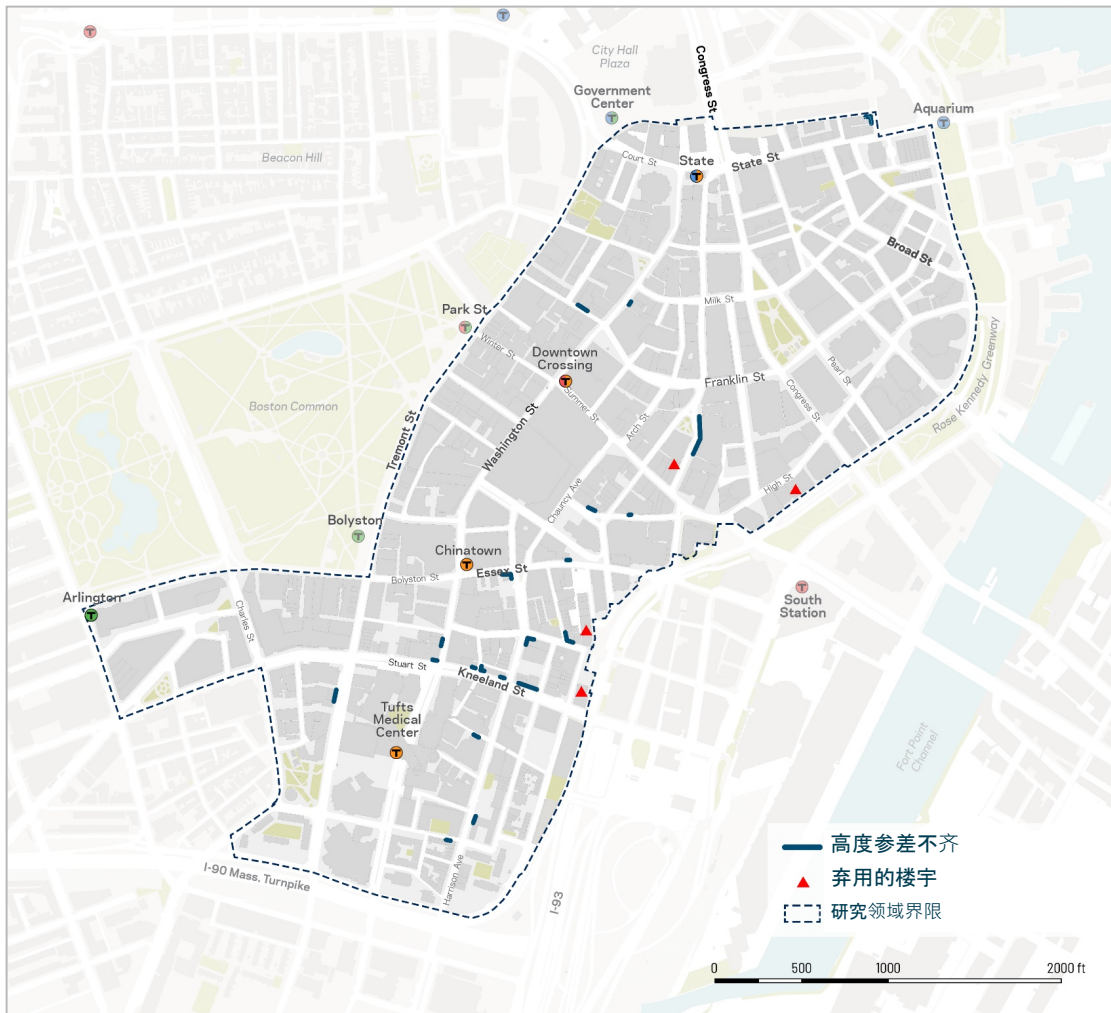 City Hall
Plaza
Congress St
Government
Center
Aquarium
Beacon Hill
Court St
State
State St
Broad St
Park St
Milk St
Winter St
Downtown
Crossing
Summer St
Franklin St
Pearl St
Congress St
Rose Kennedy Greenway
Boston Common
Tremont St
Washington St
Arch St
Chauncy Ave
High St
Bolyston
Chinatown
Bolyston St
Essex St
Arlington
Charles St
South
Station
Stuart St
Kneeland St
Tufts
Medical
Center
Fort Point
Channel
Harrison Ave
I-90 Mass. Turnpike
I-93
高度参差不齐
弃用的楼宇
研究领域界限
0 500 1000 2000 ft